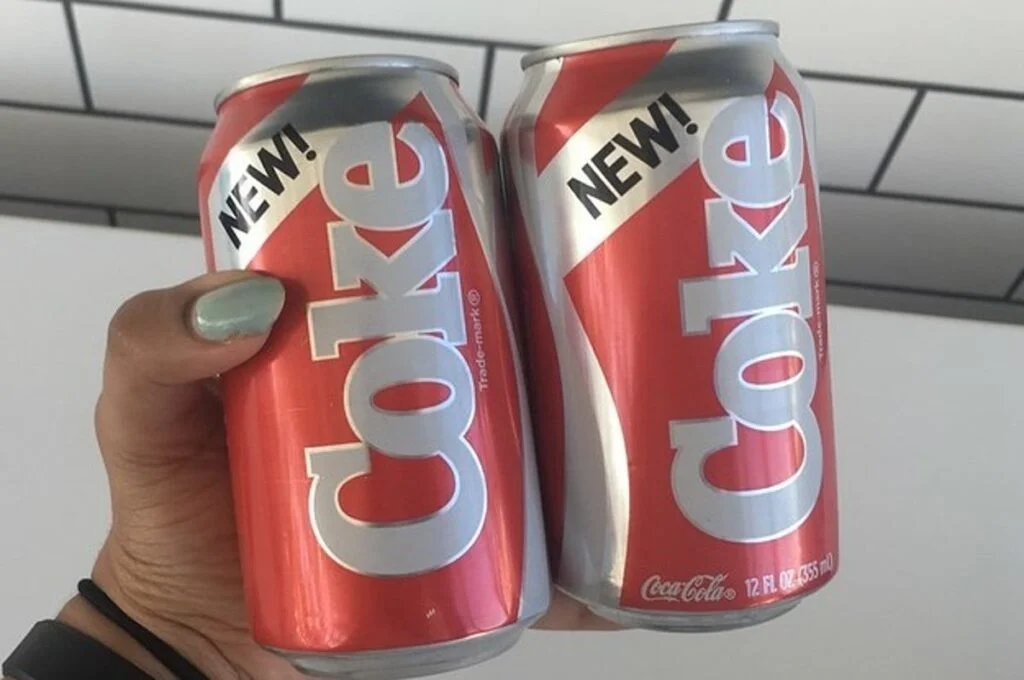 NEW!
Coke
Trade-mark®
NEW!
Coke
Trade-mark®
Coca-Cola® 12 FL OZ (355 mL)